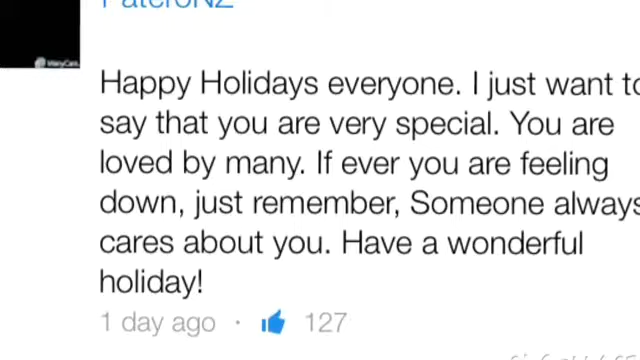 Happy Holidays everyone. I just want to
say that you are very special. You are
loved by many. If ever you are feeling
down, just remember, Someone always
cares about you. Have a wonderful
holiday!
1 day ago · 127